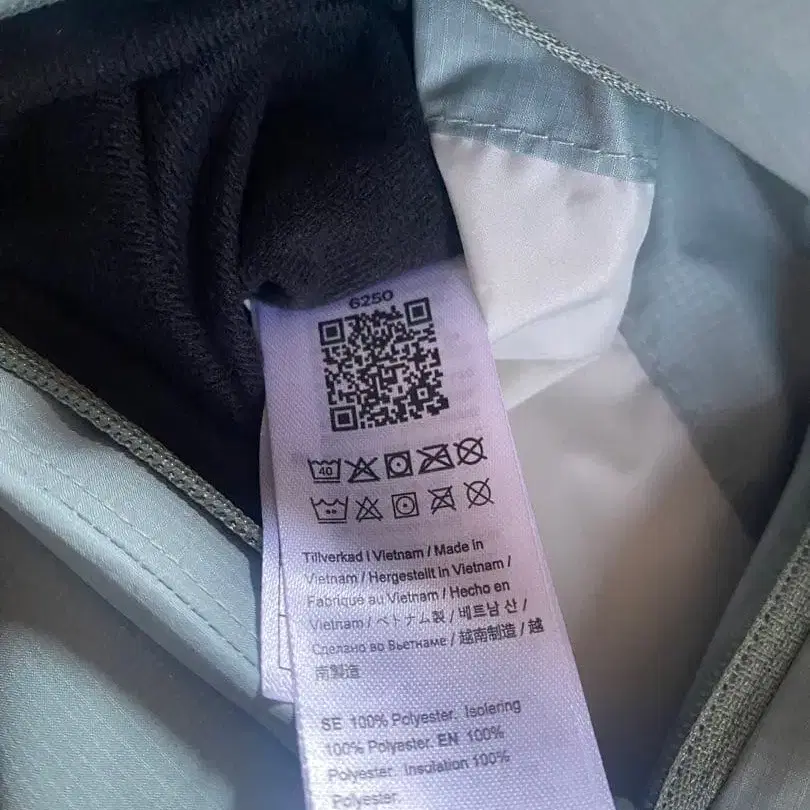 6250
40
Tillverkad i Vietnam / Made in
Vietnam / Hergestellt in Vietnam /
Fabriqué au Vietnam / Hecho en
Vietnam / ベトナム製 / 베트남 산 /
Сделано во Вьетнаме / 越南制造 / 越
南製造
SE 100% Polyester. Isolering
100% Polyester. EN 100%
Polyester. Insulation 100%
Polyester.